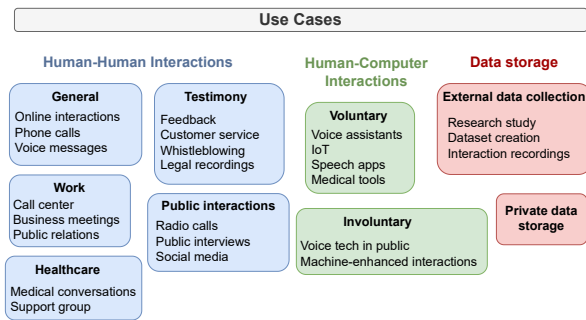 Use Cases
Human-Human Interactions
General
Online interactions
Phone calls
Voice messages
Testimony
Feedback
Customer service
Whistleblowing
Legal recordings
Work
Call center
Business meetings
Public relations
Public interactions
Radio calls
Public interviews
Social media
Healthcare
Medical conversations
Support group
Human-Computer
Interactions
Voluntary
Voice assistants
IoT
Speech apps
Medical tools
Involuntary
Voice tech in public
Machine-enhanced interactions
Data storage
External data collection
Research study
Dataset creation
Interaction recordings
Private data
storage